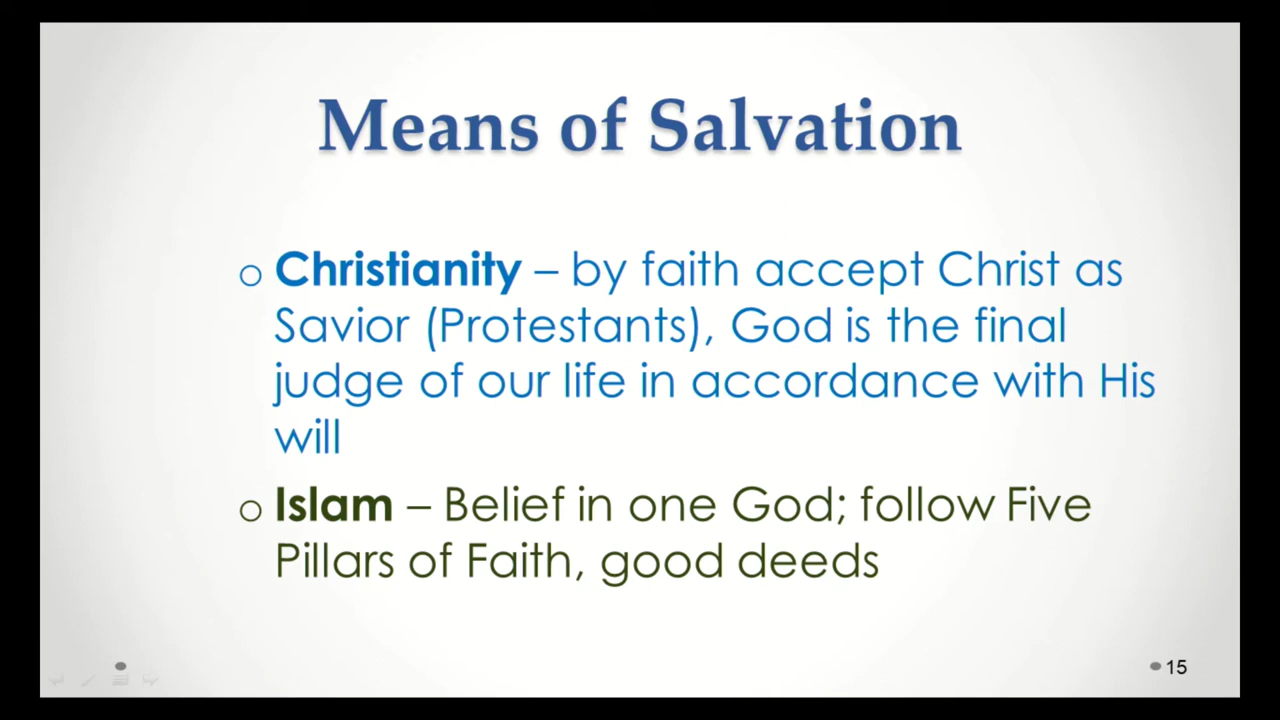 Means of Salvation
o Christianity – by faith accept Christ as
Savior (Protestants), God is the final
judge of our life in accordance with His
will
o Islam – Belief in one God; follow Five
Pillars of Faith, good deeds
15